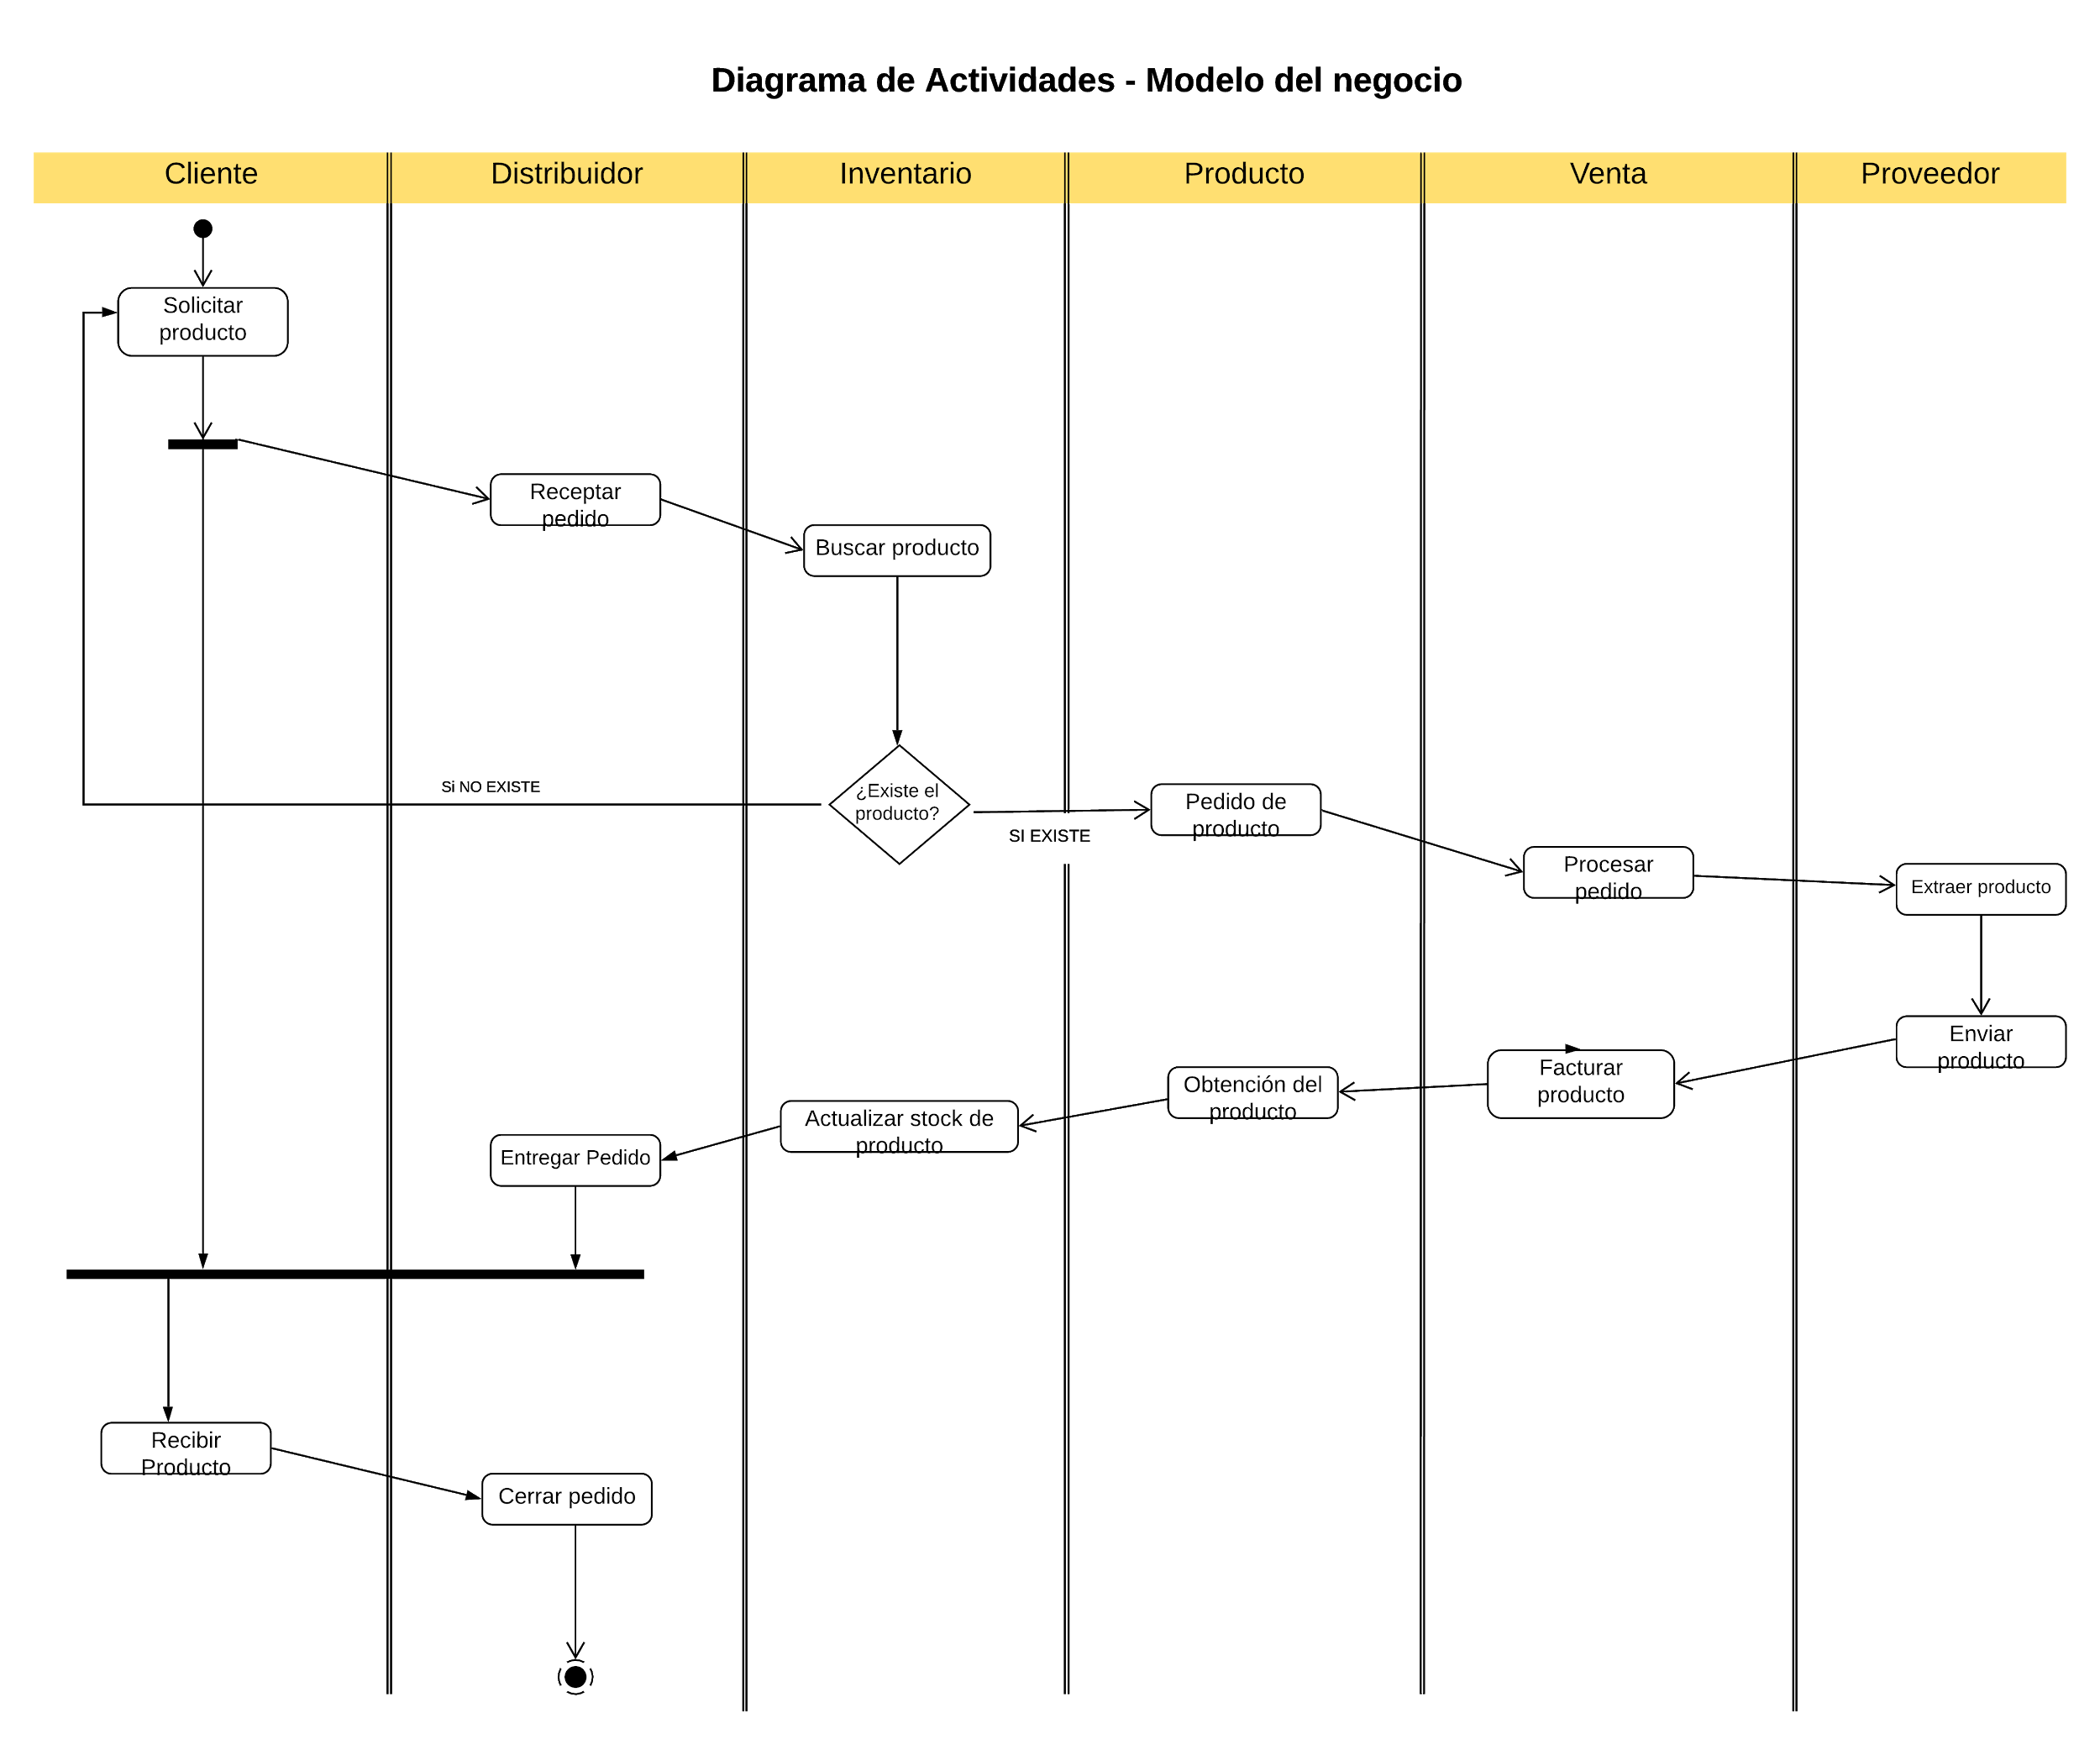 Diagrama de Actividades - Modelo del negocio
Cliente
Distribuidor
Inventario
Producto
Venta
Proveedor
Solicitar
producto
Receptar
pedido
Buscar producto
Si NO EXISTE
¿Existe el
producto?
SI EXISTE
Pedido de
producto
Procesar
pedido
Extraer producto
Enviar
producto
Facturar
producto
Obtención del
producto
Actualizar stock de
producto
Entregar Pedido
Recibir
Producto
Cerrar pedido